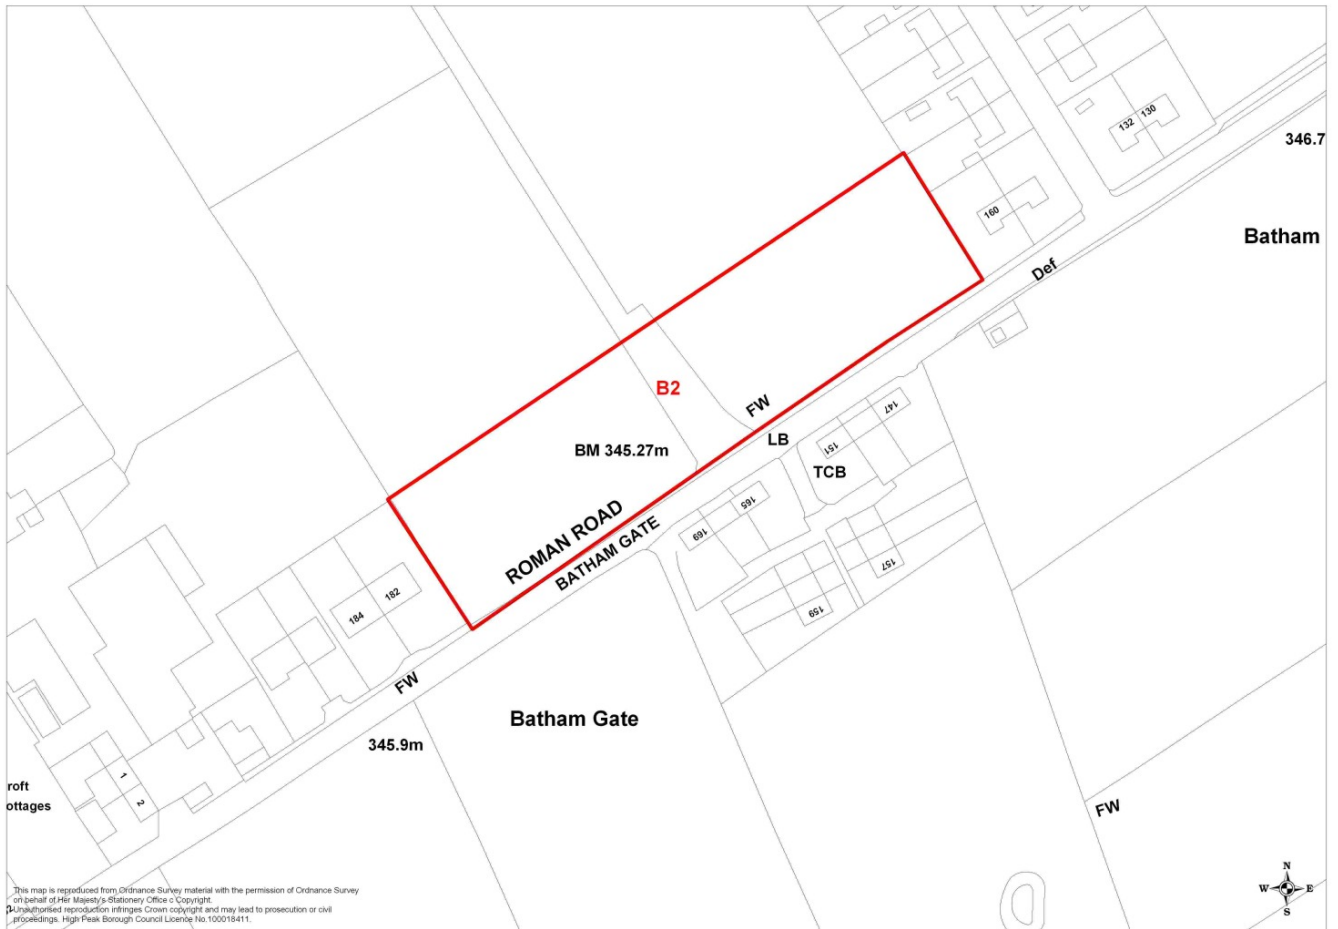 130
132
346.7
160
Batham
Def
B2
FW
147
LB
BM 345.27m
151
TCB
165
ROMAN ROAD
BATHAM GATE
169
157
182
184
159
FW
Batham Gate
345.9m
1
roft
2
ottages
FW
N
W E
S
This map is reproduced from Ordnance Survey material with the permission of Ordnance Survey
on behalf of Her Majesty's Stationery Office c Copyright.
Unauthorised reproduction infringes Crown copyright and may lead to prosecution or civil
proceedings. High Peak Borough Council Licence No.100018411.